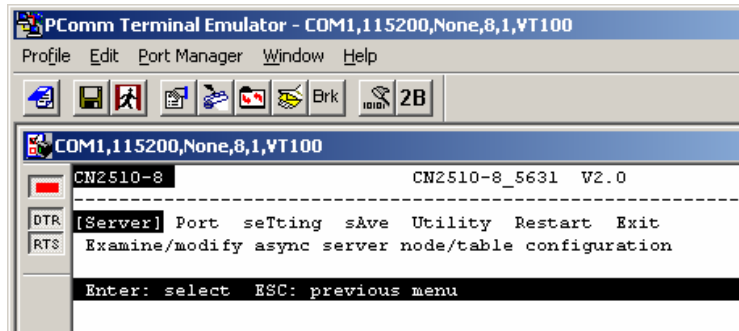 PComm Terminal Emulator - COM1,115200,None,8,1,VT100
Profile Edit Port Manager Window Help
Brk 2B
COM1,115200,None,8,1,VT100
CN2510-8 CN2510-8_5631 V2.0
-----------------------------------------------------------------
DTR [Server] Port seTting sAve Utility Restart Exit
RTS Examine/modify async server node/table configuration
Enter: select ESC: previous menu